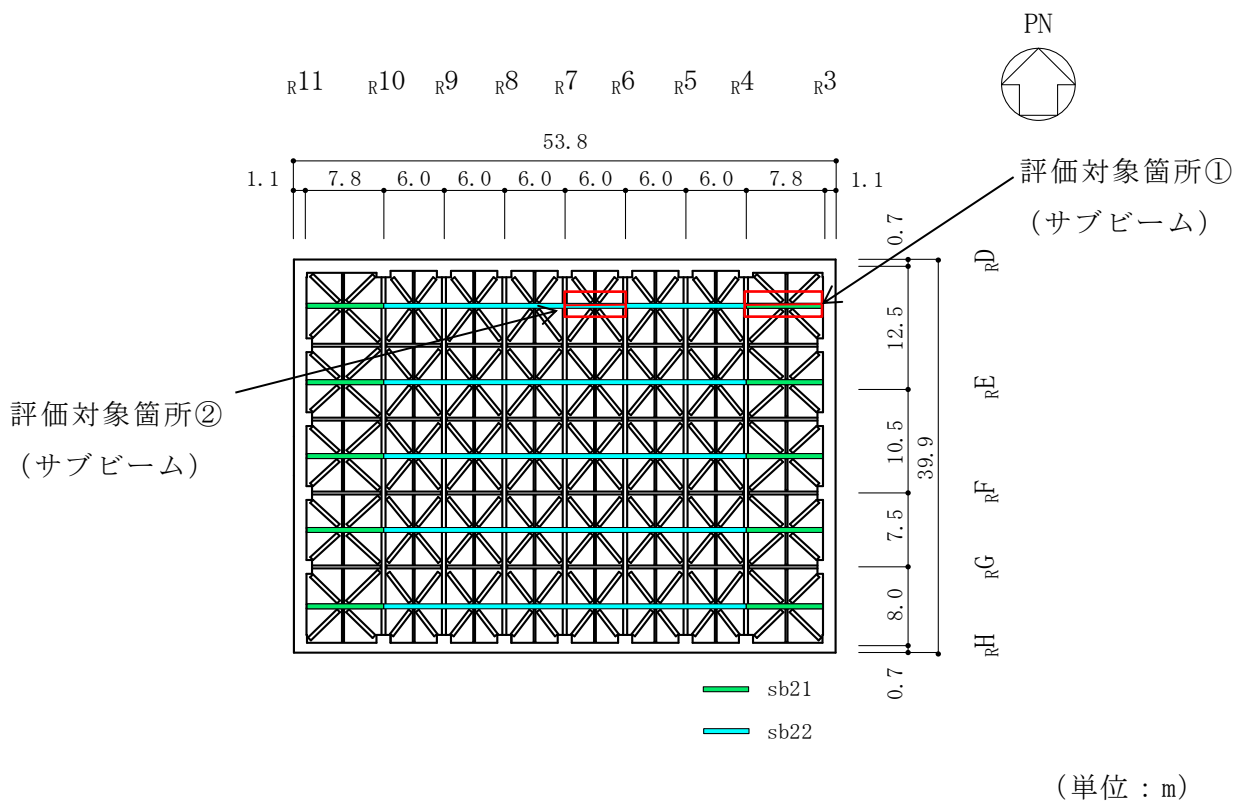 PN
R11 R10 R9 R8 R7 R6 R5 R4 R3
53.8
1.1 7.8 6.0 6.0 6.0 6.0 6.0 6.0 7.8 1.1
評価対象箇所①
(サブビーム)
0.7
RD
12.5
RE
評価対象箇所②
(サブビーム)
10.5
39.9
RF
7.5
RG
8.0
RH
0.7
sb21
sb22
(単位：m)